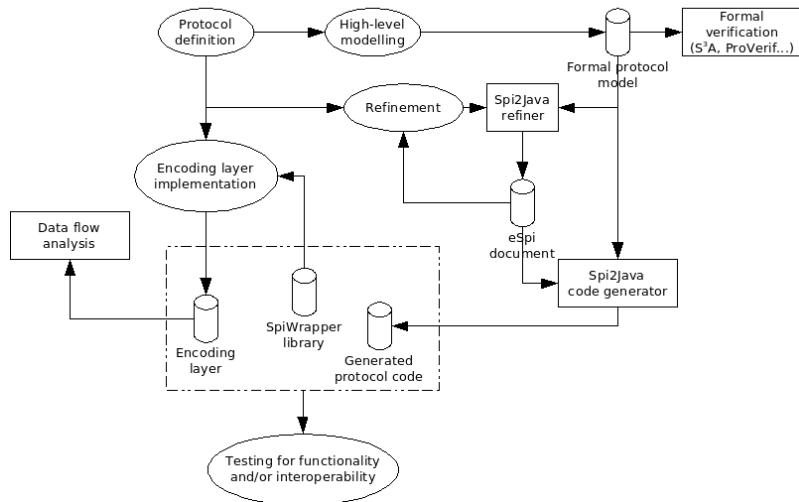 Protocol
definition
High-level
modelling
Formal protocol
model
Formal
verification
(S³A, ProVerif...)
Refinement
Spi2Java
refiner
Encoding layer
implementation
eSpi
document
Data flow
analysis
Spi2Java
code generator
Encoding
layer
SpiWrapper
library
Generated
protocol code
Testing for functionality
and/or interoperability